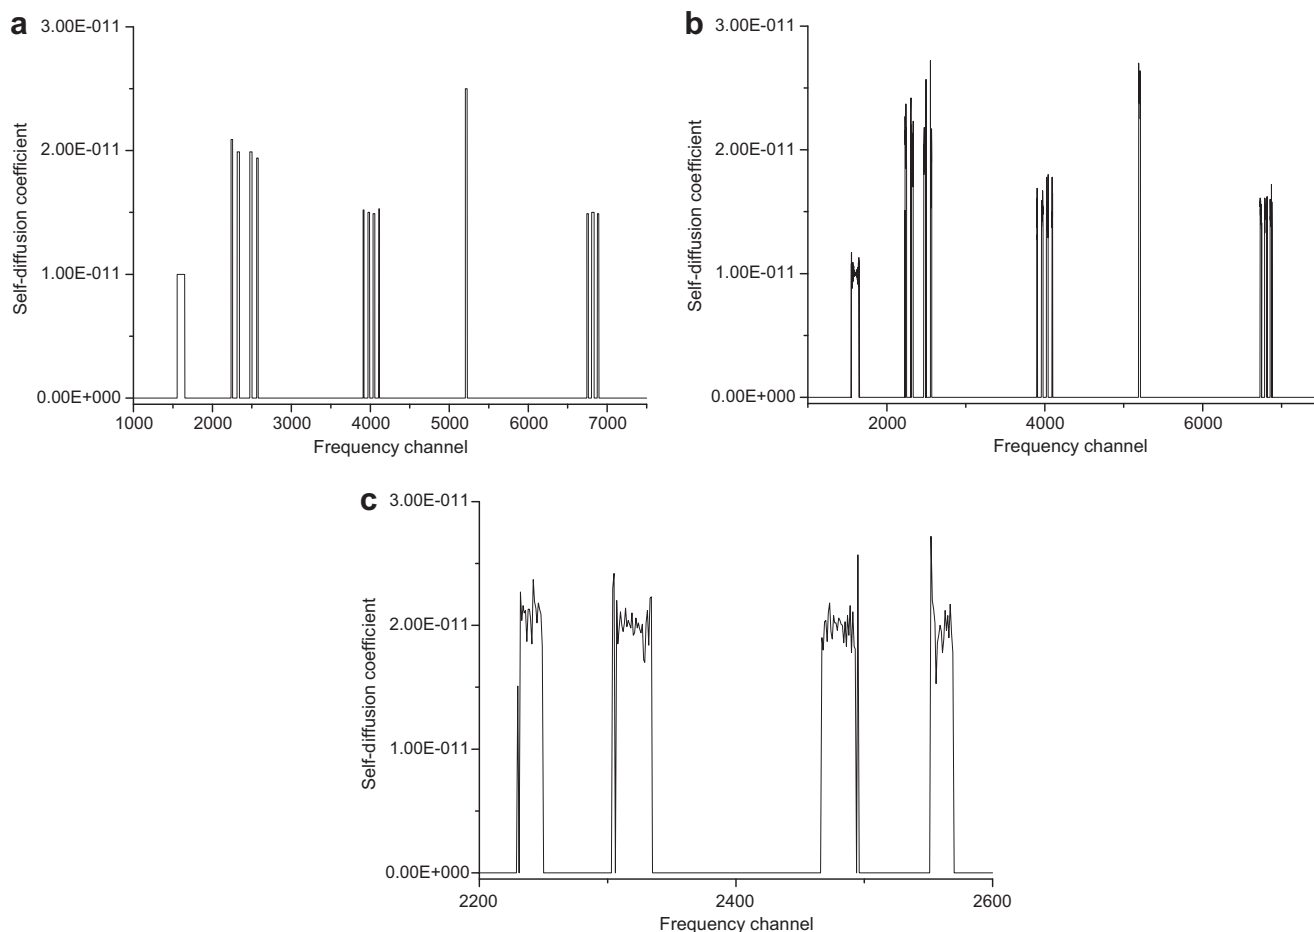 a
3.00E-011
2.00E-011
1.00E-011
0.00E+000
Self-diffusion coefficient
1000 2000 3000 4000 5000 6000 7000
Frequency channel
b
3.00E-011
2.00E-011
1.00E-011
0.00E+000
Self-diffusion coefficient
2000 4000 6000
Frequency channel
c
3.00E-011
2.00E-011
1.00E-011
0.00E+000
Self-diffusion coefficient
2200 2400 2600
Frequency channel